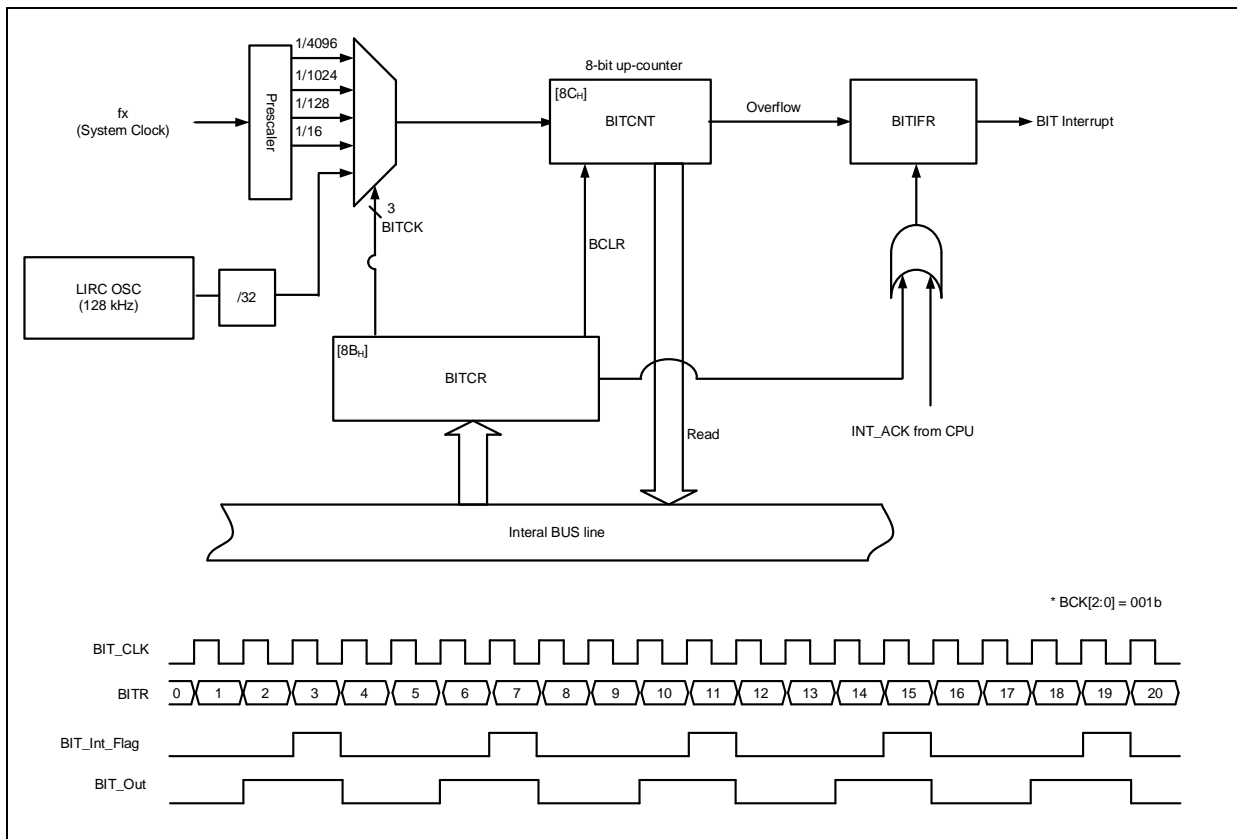 1/4096
1/1024
1/128
1/16
fx
(System Clock)
Prescaler
8-bit up-counter
[8CH]
BITCNT
Overflow
BITIFR
BIT Interrupt
3
BITCK
BCLR
LIRC OSC
(128 kHz)
/32
[8BH]
BITCR
Read
INT_ACK from CPU
Interal BUS line
* BCK[2:0] = 001b
BIT_CLK
BITR
0 1 2 3 4 5 6 7 8 9 10 11 12 13 14 15 16 17 18 19 20
BIT_Int_Flag
BIT_Out